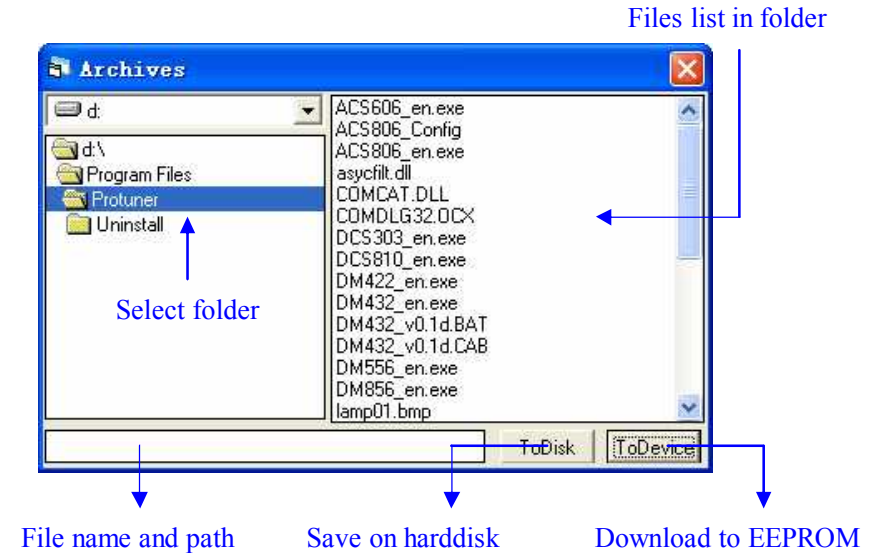 Files list in folder
Archives
d:
d:\
Program Files
Protuner
Uninstall
ACS606_en.exe
ACS806_Config
ACS806_en.exe
asycfilt.dll
COMCAT.DLL
COMDLG32.OCX
DCS303_en.exe
DCS810_en.exe
DM422_en.exe
DM432_en.exe
DM432_v0.1d.BAT
DM432_v0.1d.CAB
DM556_en.exe
DM856_en.exe
lamp01.bmp
Select folder
ToDisk
ToDevice
File name and path
Save on harddisk
Download to EEPROM